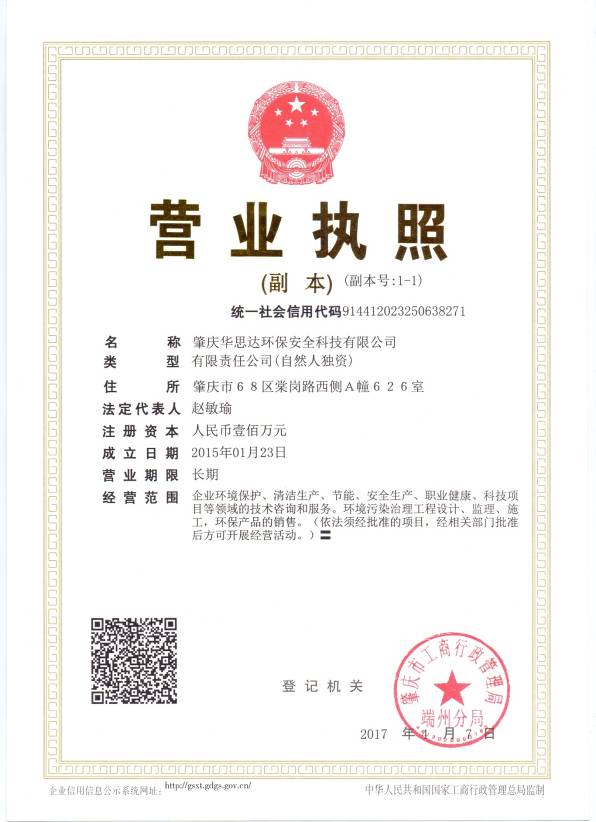 营业执照
(副 本) (副本号:1-1)
统一社会信用代码914412023250638271
名 称 肇庆华思达环保安全科技有限公司
类 型 有限责任公司(自然人独资)
住 所 肇庆市６８区棠岗路西侧Ａ幢６２６室
法定代表人 赵敏瑜
注册资本 人民币壹佰万元
成立日期 2015年01月23日
营业期限 长期
经营范围 企业环境保护、清洁生产、节能、安全生产、职业健康、科技项
目等领域的技术咨询和服务。环境污染治理工程设计、监理、施
工，环保产品的销售。（依法须经批准的项目，经相关部门批准
后方可开展经营活动。）〓
肇庆市工商行政管理局
端州分局
登记机关
2017 年 4 月 7 日
企业信用信息公示系统网址：http://gsxt.gdgs.gov.cn/
中华人民共和国国家工商行政管理总局监制